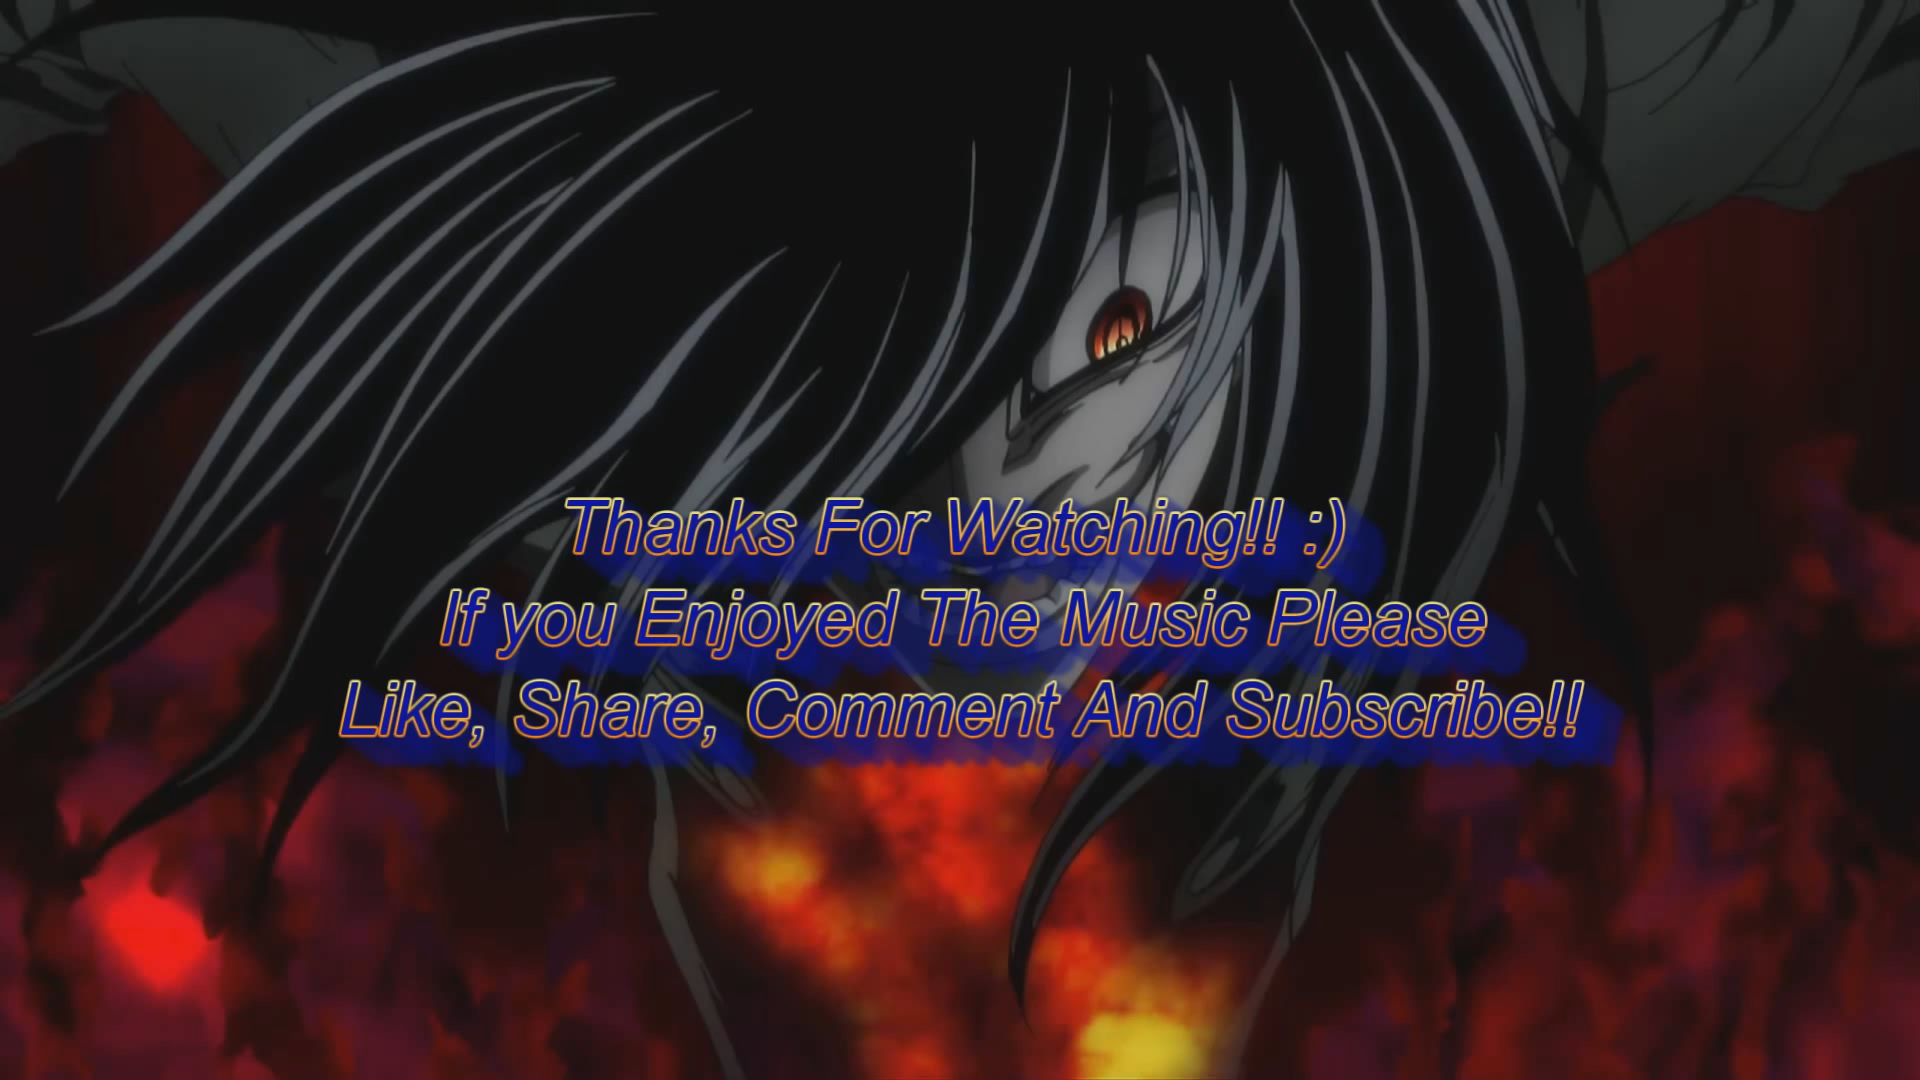 Thanks For Watching!! :)
If you Enjoyed The Music Please
Like, Share, Comment And Subscribe!!